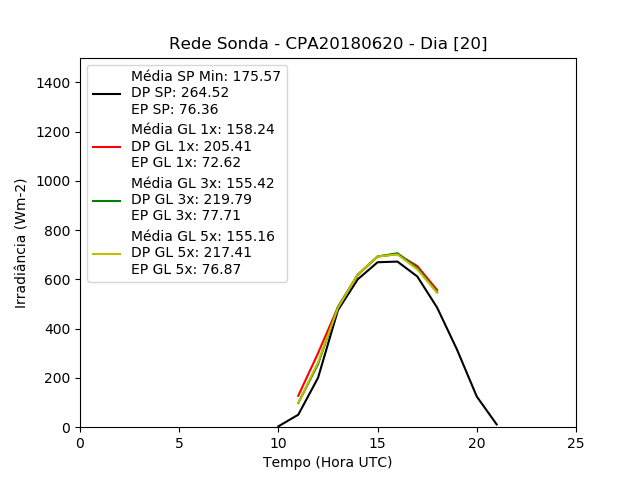 Rede Sonda - CPA20180620 - Dia [20]
Irradiância (Wm-2)
1400
1200
1000
800
600
400
200
0
Média SP Min: 175.57
DP SP: 264.52
EP SP: 76.36
Média GL 1x: 158.24
DP GL 1x: 205.41
EP GL 1x: 72.62
Média GL 3x: 155.42
DP GL 3x: 219.79
EP GL 3x: 77.71
Média GL 5x: 155.16
DP GL 5x: 217.41
EP GL 5x: 76.87
0 5 10 15 20 25
Tempo (Hora UTC)